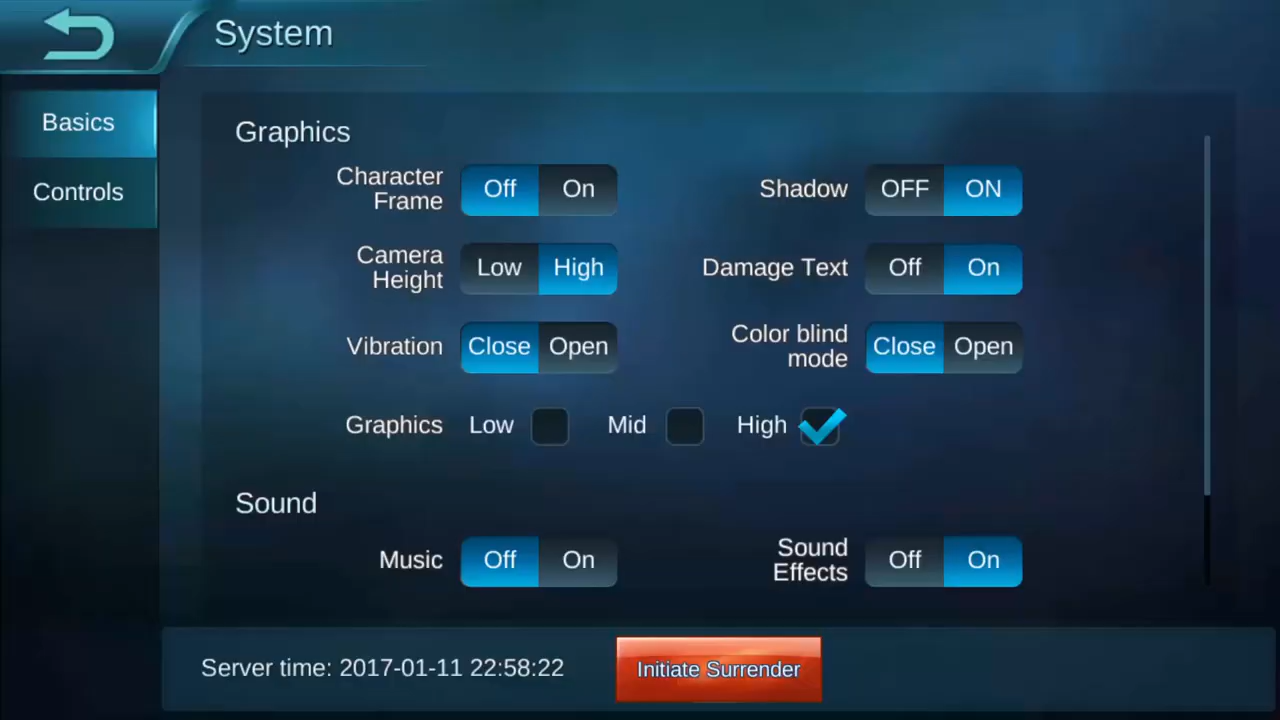 System
Basics
Controls
Graphics
Character
Frame
Off On
Shadow
OFF ON
Camera
Height
Low High
Damage Text
Off On
Vibration
Close Open
Color blind
mode
Close Open
Graphics Low Mid High
Sound
Music
Off On
Sound
Effects
Off On
Server time: 2017-01-11 22:58:22
Initiate Surrender